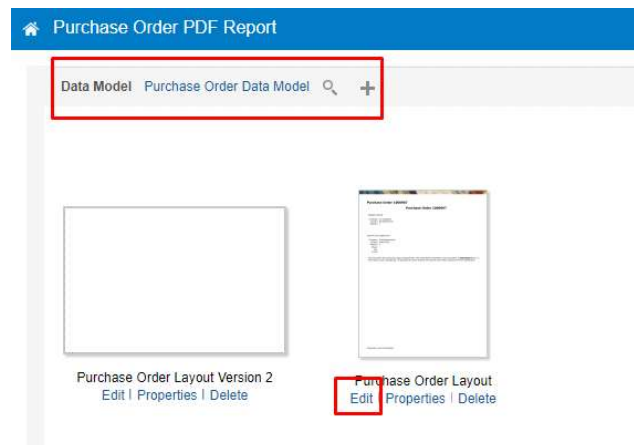 Purchase Order PDF Report
Data Model Purchase Order Data Model
Purchase Order Layout Version 2
Edit | Properties | Delete
Purchase Order Layout
Edit | Properties | Delete